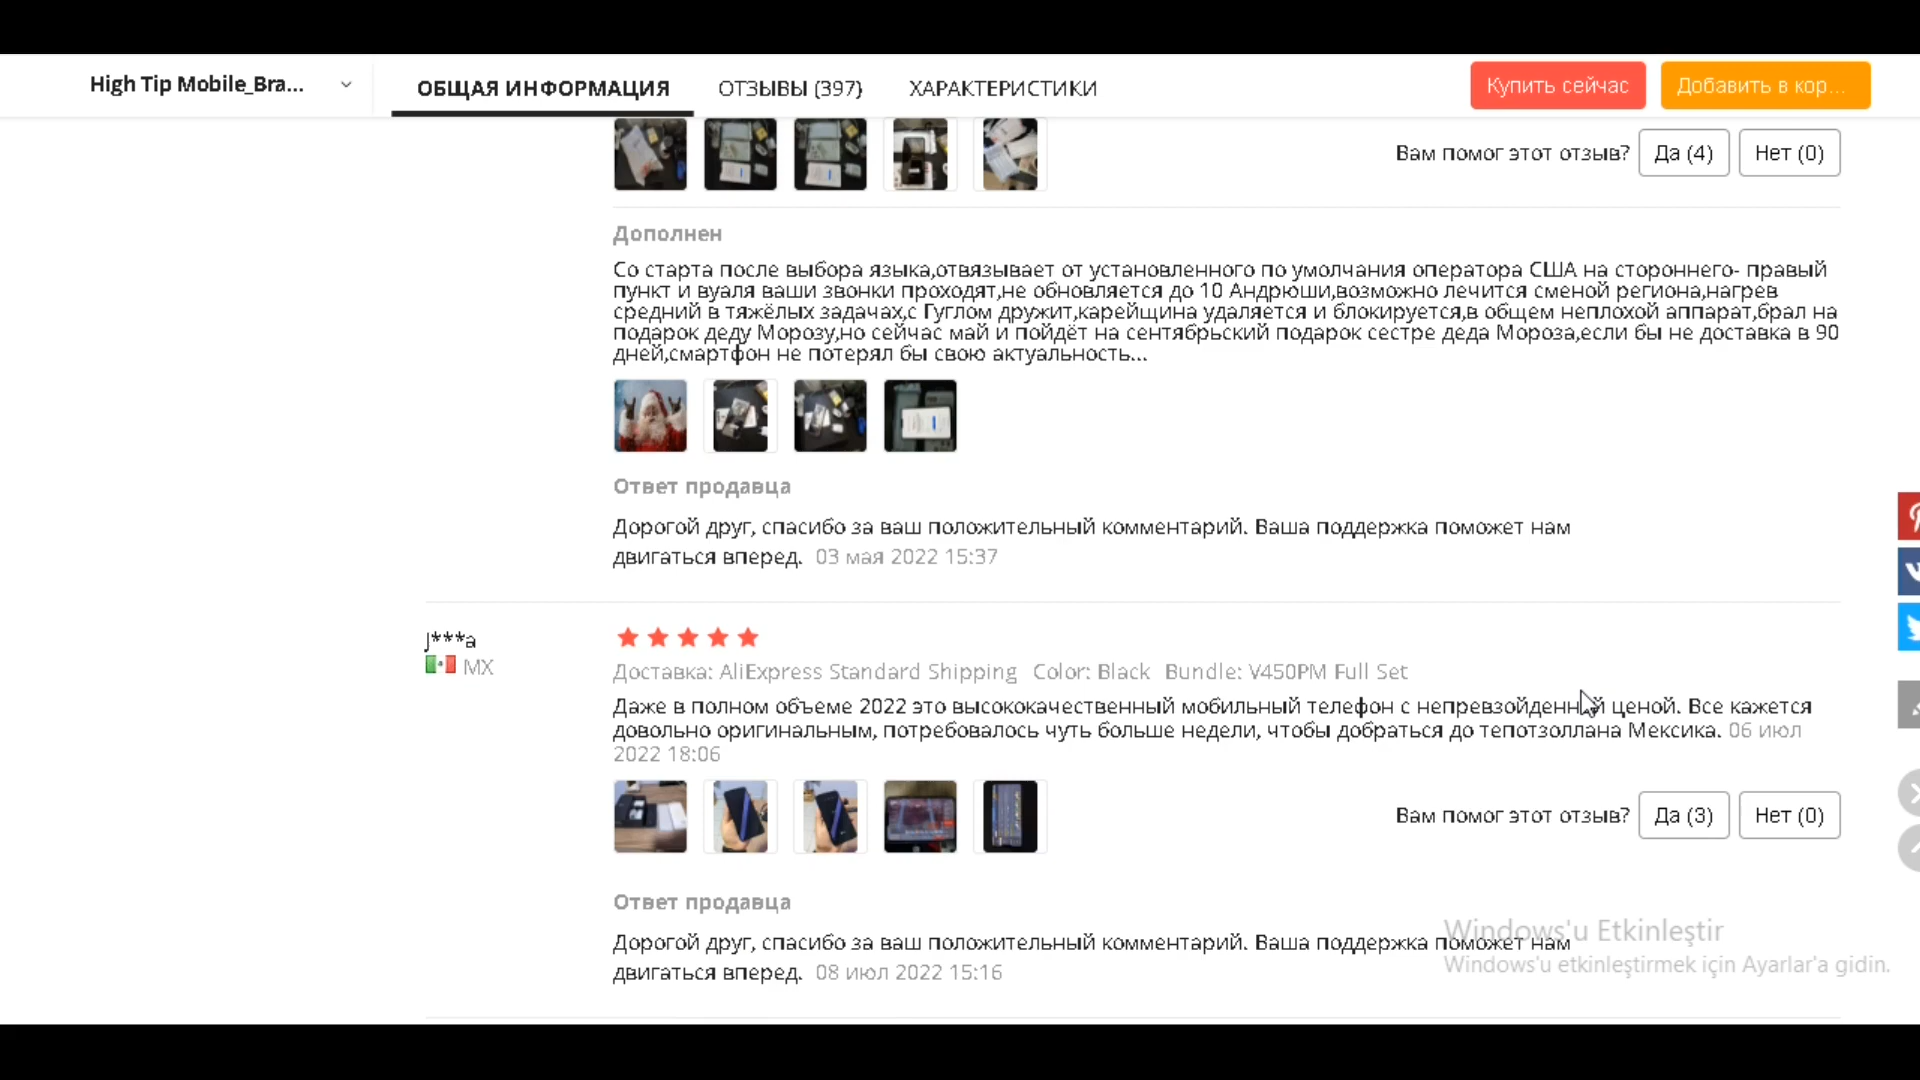 High Tip Mobile_Bra...
ОБЩАЯ ИНФОРМАЦИЯ
ОТЗЫВЫ (397)
ХАРАКТЕРИСТИКИ
Купить сейчас
Добавить в кор...
Вам помог этот отзыв?
Да (4)
Нет (0)
Дополнен
Со старта после выбора языка,отвязывает от установленного по умолчания оператора США на стороннего- правый
пункт и вуаля ваши звонки проходят,не обновляется до 10 Андрюши,возможно лечится сменой региона,нагрев
средний в тяжёлых задачах,с Гуглом дружит,карейщина удаляется и блокируется,в общем неплохой аппарат,брал на
подарок деду Морозу,но сейчас май и пойдёт на сентябрьский подарок сестре деда Мороза,если бы не доставка в 90
дней,смартфон не потерял бы свою актуальность...
Ответ продавца
Дорогой друг, спасибо за ваш положительный комментарий. Ваша поддержка поможет нам
двигаться вперед. 03 мая 2022 15:37
J***a
MX
Доставка: AliExpress Standard Shipping Color: Black Bundle: V450PM Full Set
Даже в полном объеме 2022 это высококачественный мобильный телефон с непревзойденный ценой. Все кажется
довольно оригинальным, потребовалось чуть больше недели, чтобы добраться до тепотзоллана Мексика. 06 июл
2022 18:06
Вам помог этот отзыв?
Да (3)
Нет (0)
Ответ продавца
Дорогой друг, спасибо за ваш положительный комментарий. Ваша поддержка поможет нам
двигаться вперед. 08 июл 2022 15:16
Windows'u Etkinleştir
Windows'u etkinleştirmek için Ayarlar'a gidin.